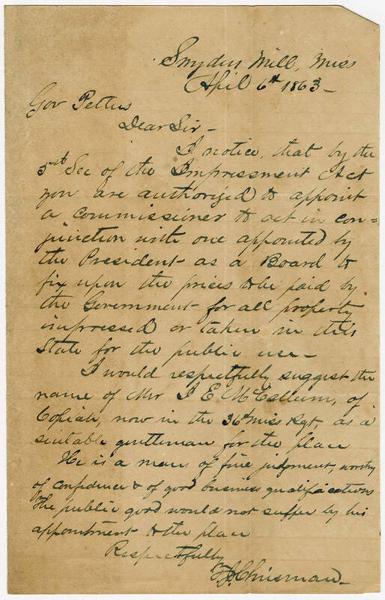 Snyders Mill, Miss
April 6th 1863 -
Gov Pettus
Dear Sir -
I notice, that by the
5th Sec of the Impressment Act
you are authorized to appoint
a commissioner to act in con=
junction with one appointed by
the President as a Board to
fix upon the prices to be paid by
the Government for all property
impressed or taken in this
State for the public use -
I would respectfully suggest the
name of Mr J E McCallum, of
Copiah, now in the 36th Miss Rgt, as a
suitable gentleman for the place
He is a man of fine judgment, worthy
of confidence & of good business qualifications
The public good would not suffer by his
appointment to the place
Respectfully
Chrisman -